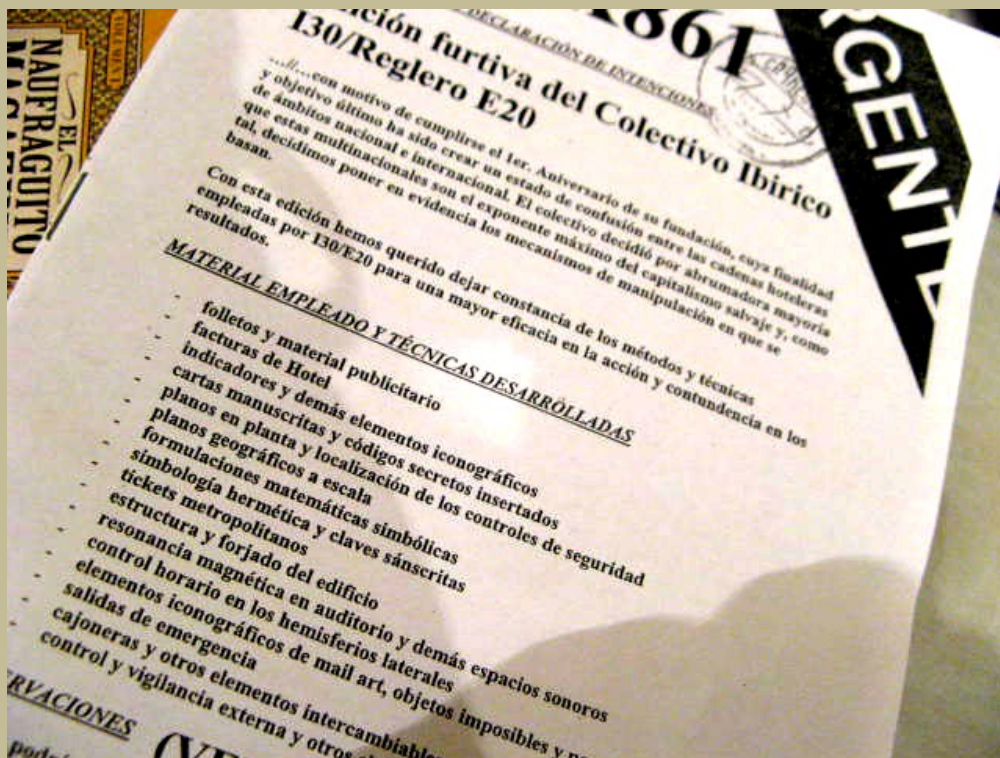 1861
DECLARACIÓN DE INTENCIONES
ción furtiva del Colectivo Ibírico
I30/Reglero E20
...//...con motivo de cumplirse el 1er. Aniversario de su fundación, cuya finalidad
y objetivo último ha sido crear un estado de confusión entre las cadenas hoteleras
de ámbitos nacional e internacional. El colectivo decidió por abrumadora mayoría
que estas multinacionales son el exponente máximo del capitalismo salvaje y, como
tal, decidimos poner en evidencia los mecanismos de manipulación en que se
basan.
Con esta edición hemos querido dejar constancia de los métodos y técnicas
empleadas por I30/E20 para una mayor eficacia en la acción y contundencia en los
resultados.
MATERIAL EMPLEADO Y TÉCNICAS DESARRÓLLADAS
- folletos y material publicitario
- facturas de Hotel
- indicadores y demás elementos iconográficos
- cartas manuscritas y códigos secretos insertados
- planos en planta y localización de los controles de seguridad
- planos geográficos a escala
- formulaciones matemáticas simbólicas
- simbología hermética y claves sánscritas
- tíckets metropolitanos
- estructura y forjado del edificio
- resonancia magnética en auditorio y demás espacios sonoros
- control horario en los hemisferios laterales
- elementos iconográficos de mail art, objetos imposibles y
- salidas de emergencia
- cajoneras y otros elementos intercambiables
- control y vigilancia externa y otros
ERVACIONES
RGENTE
EL
NAUFRAGUITO